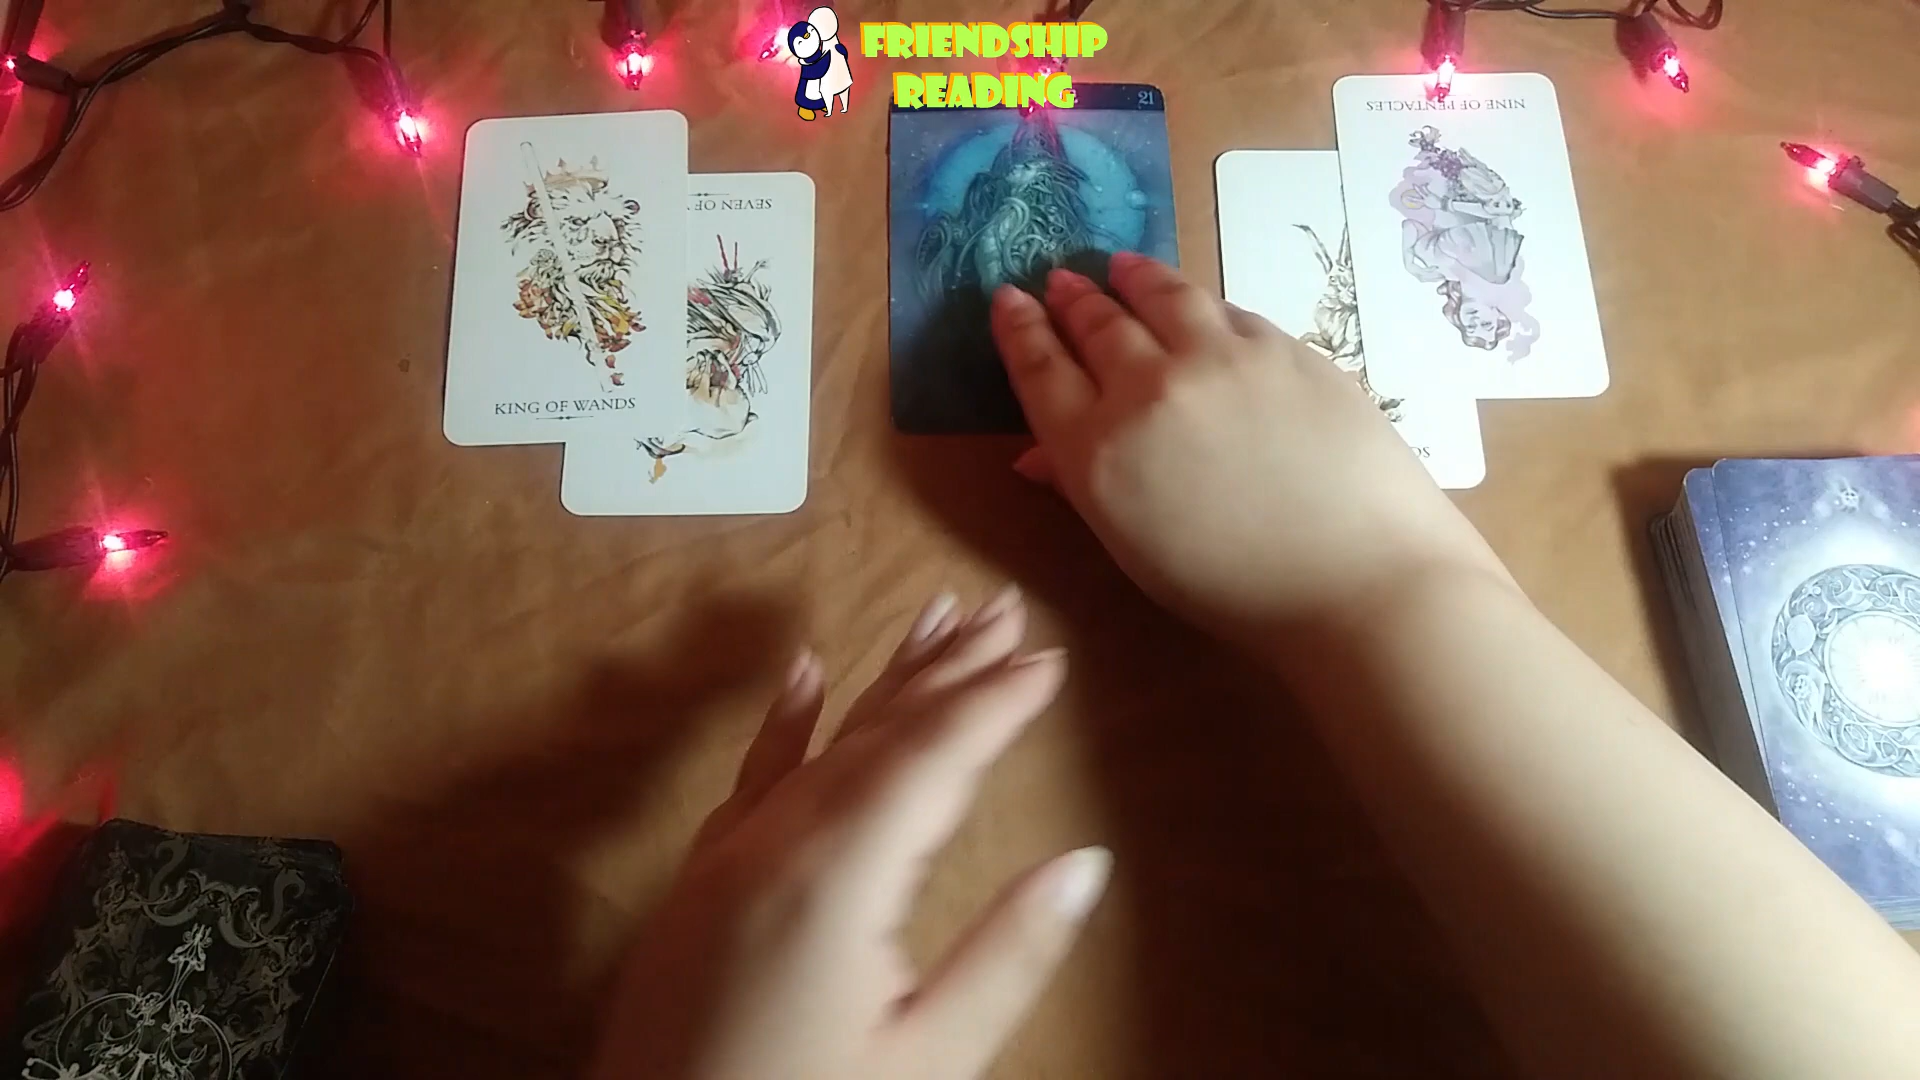 FRIENDSHIP
READING
21
NINE OF PENTACLES
SEVEN OF
KING OF WANDS